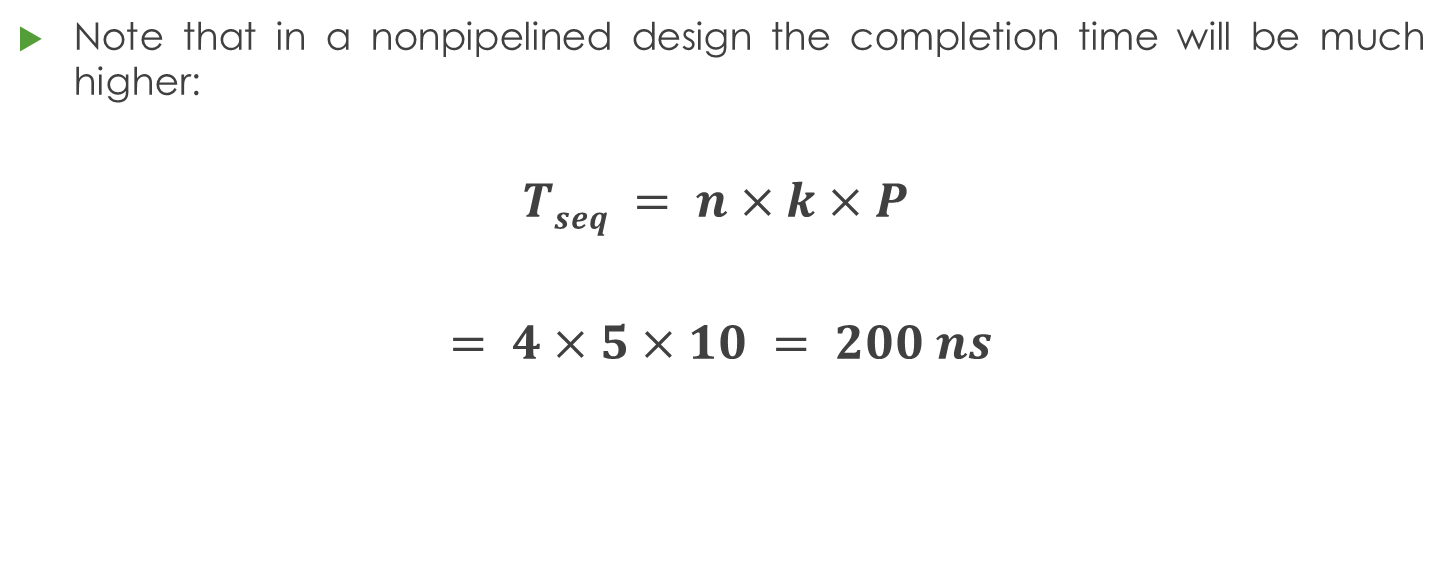 Note that in a nonpipelined design the completion time will be much
higher:
T_seq = n × k × P
= 4 × 5 × 10 = 200 ns